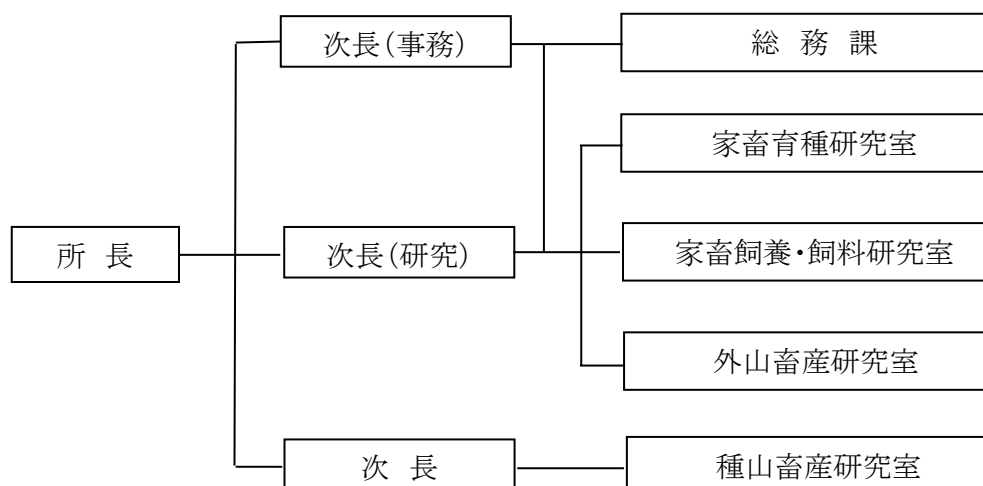 次長(事務)
総 務 課
家畜育種研究室
所 長
次長(研究)
家畜飼養・飼料研究室
外山畜産研究室
次 長
種山畜産研究室